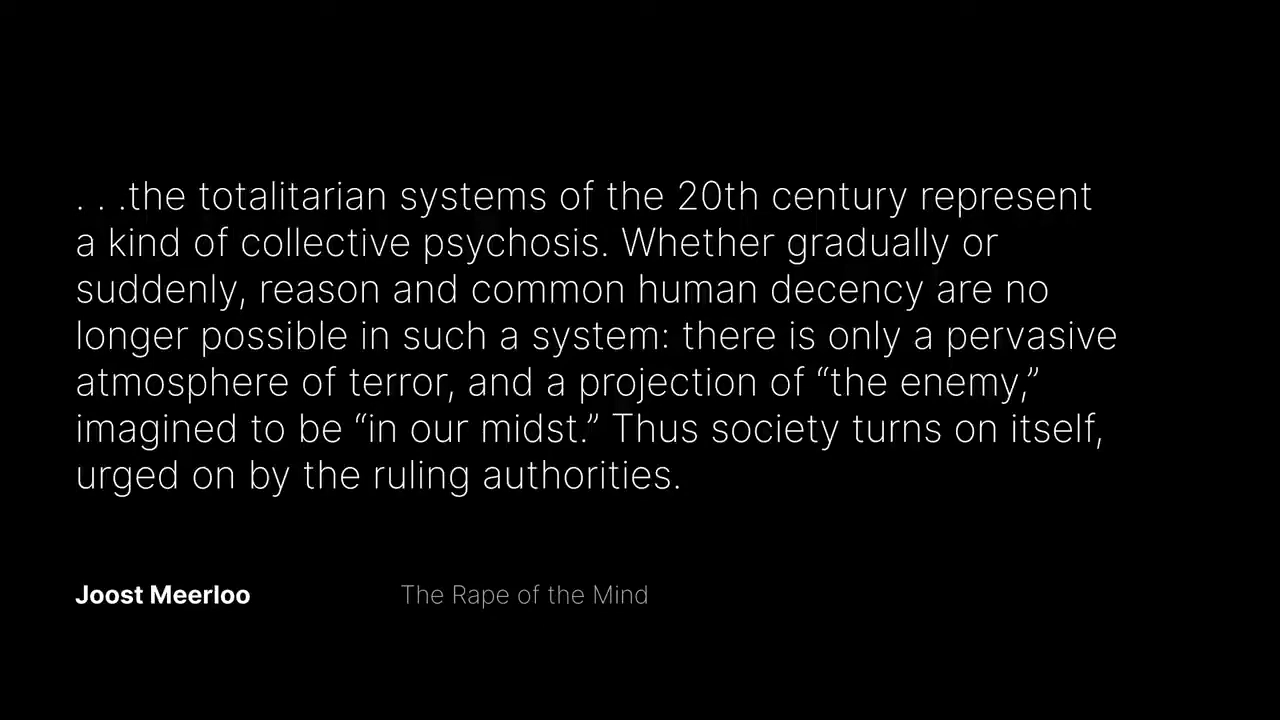 . . .the totalitarian systems of the 20th century represent
a kind of collective psychosis. Whether gradually or
suddenly, reason and common human decency are no
longer possible in such a system: there is only a pervasive
atmosphere of terror, and a projection of “the enemy,”
imagined to be “in our midst.” Thus society turns on itself,
urged on by the ruling authorities.
Joost Meerloo The Rape of the Mind